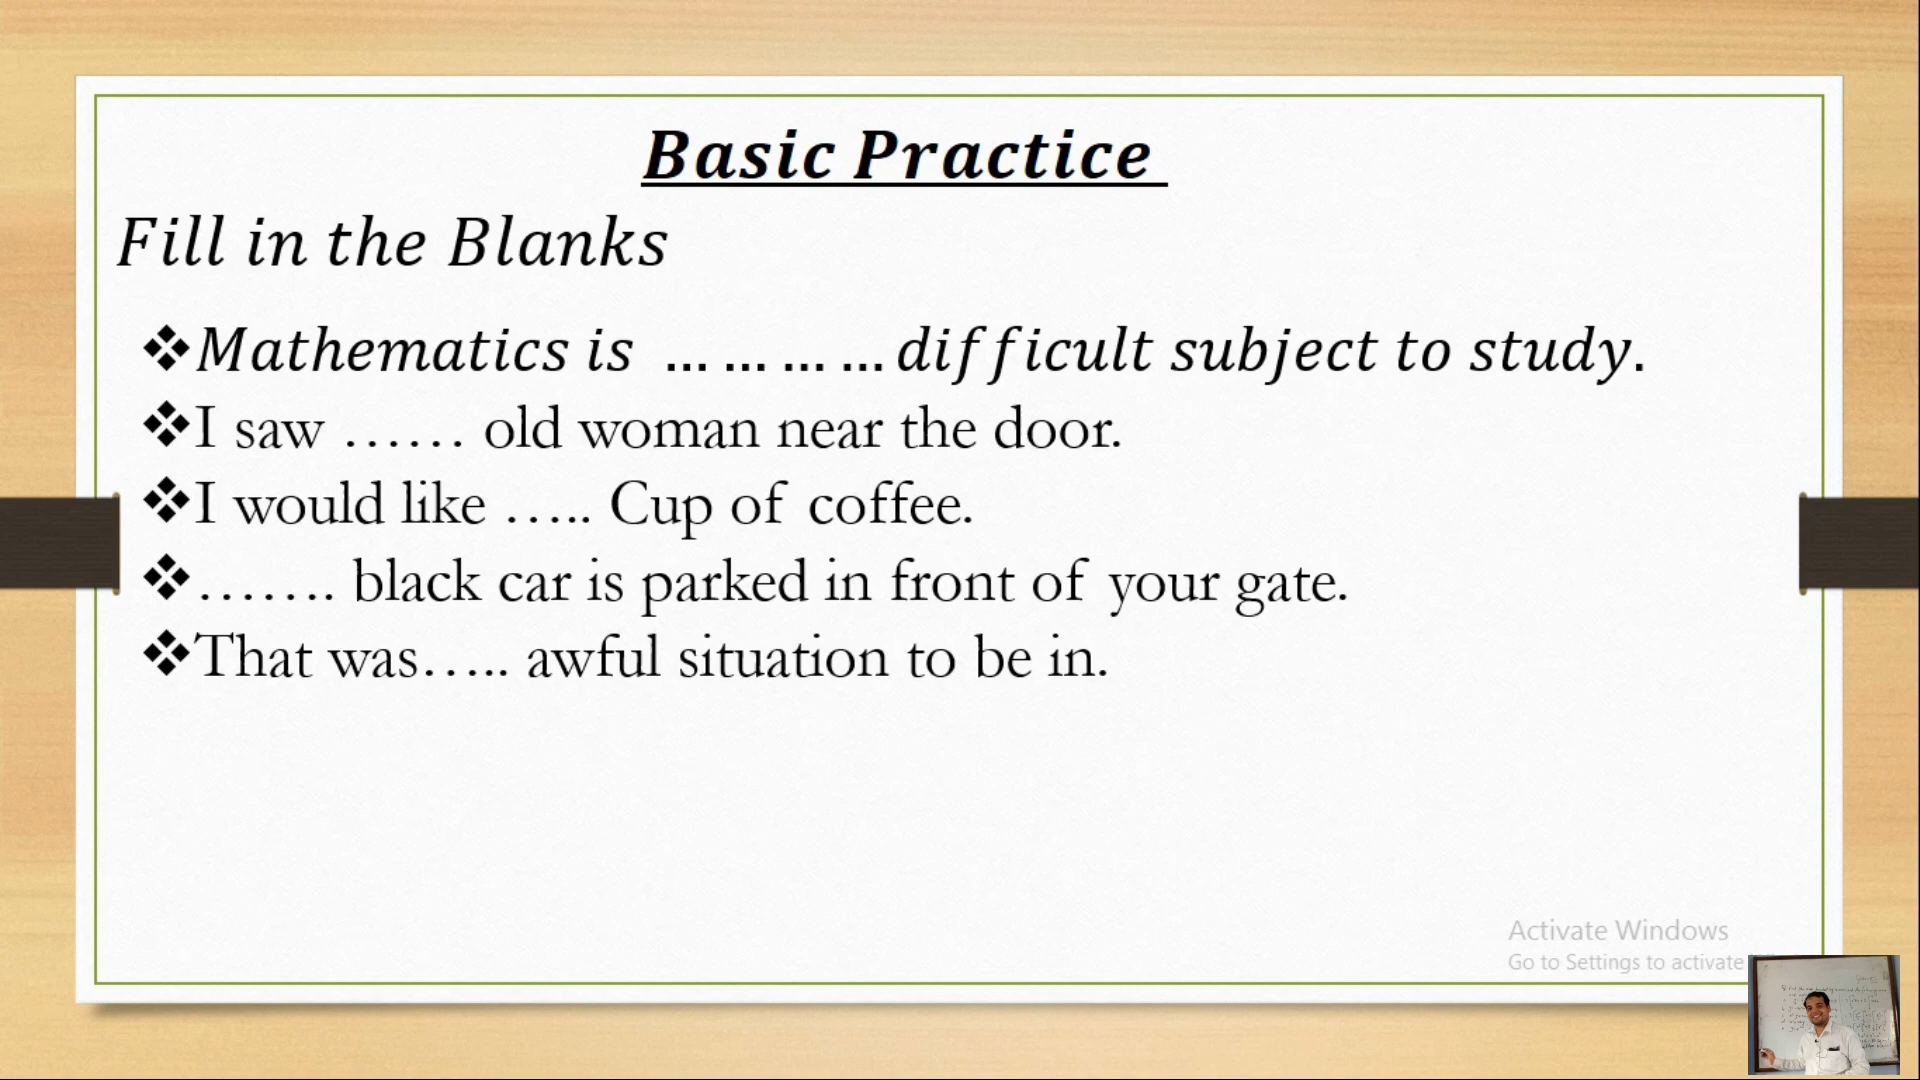 Basic Practice
Fill in the Blanks
❖Mathematics is ... ... ... ... difficult subject to study.
❖I saw …… old woman near the door.
❖I would like ….. Cup of coffee.
❖……. black car is parked in front of your gate.
❖That was….. awful situation to be in.
Activate Windows
Go to Settings to activate